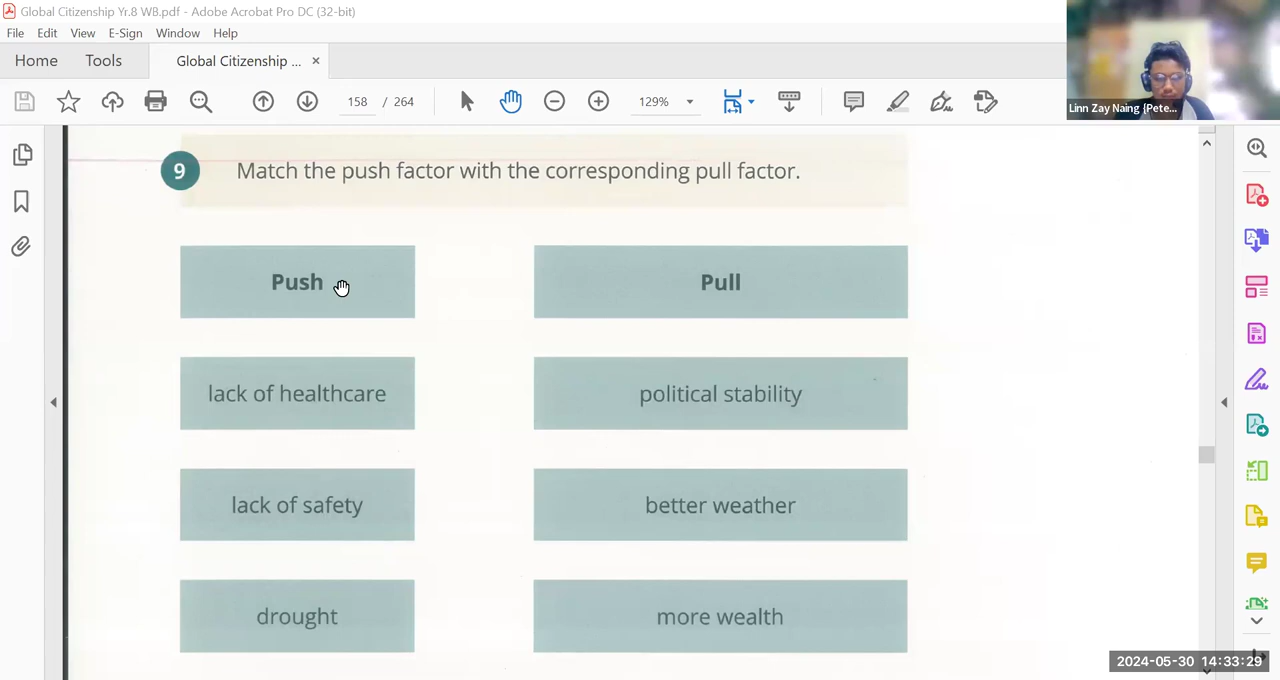 Global Citizenship Yr.8 WB.pdf - Adobe Acrobat Pro DC (32-bit)
File Edit View E-Sign Window Help
Home Tools Global Citizenship ... ×
158 / 264 129%
Linn Zay Naing {Pete...
9 Match the push factor with the corresponding pull factor.
Push Pull
lack of healthcare political stability
lack of safety better weather
drought more wealth
2024-05-30 14:33:29